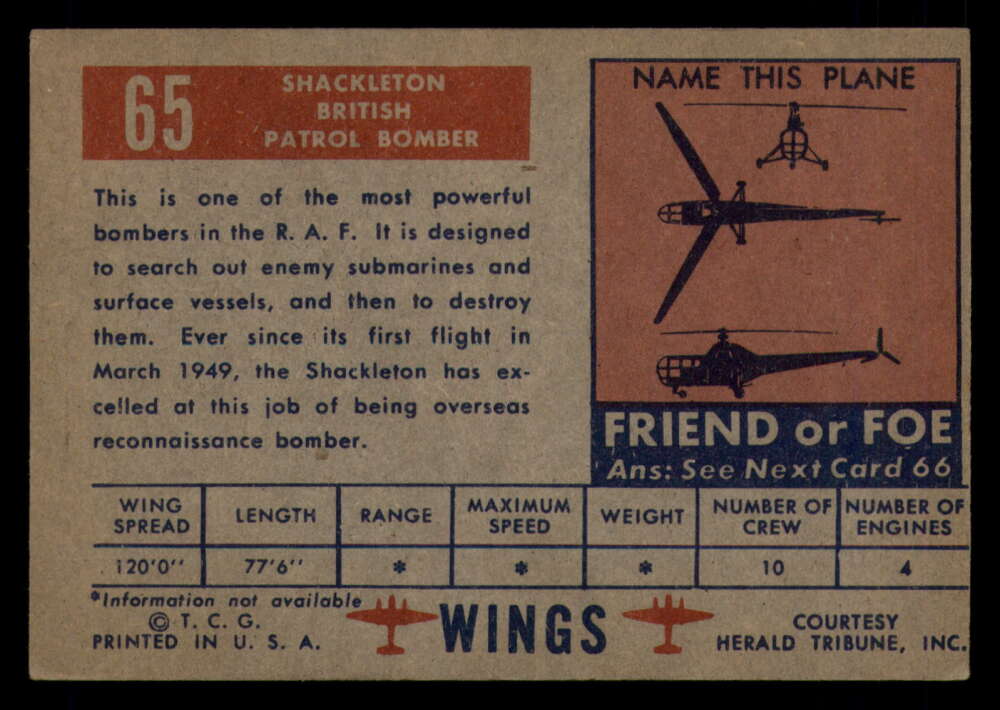 65
SHACKLETON
BRITISH
PATROL BOMBER
This is one of the most powerful
bombers in the R. A. F. It is designed
to search out enemy submarines and
surface vessels, and then to destroy
them. Ever since its first flight in
March 1949, the Shackleton has ex-
celled at this job of being overseas
reconnaissance bomber.
NAME THIS PLANE
FRIEND or FOE
Ans: See Next Card 66
WING SPREAD LENGTH RANGE MAXIMUM SPEED WEIGHT NUMBER OF CREW NUMBER OF ENGINES
120'0'' 77'6'' * * * 10 4
*Information not available
© T. C. G.
PRINTED IN U. S. A.
WINGS
COURTESY
HERALD TRIBUNE, INC.